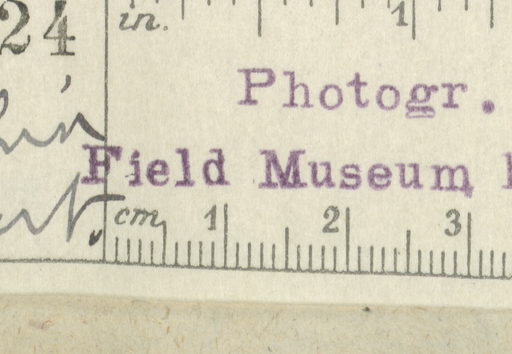 24
in. 1
Photogr.
Field Museum
cm 1 2 3